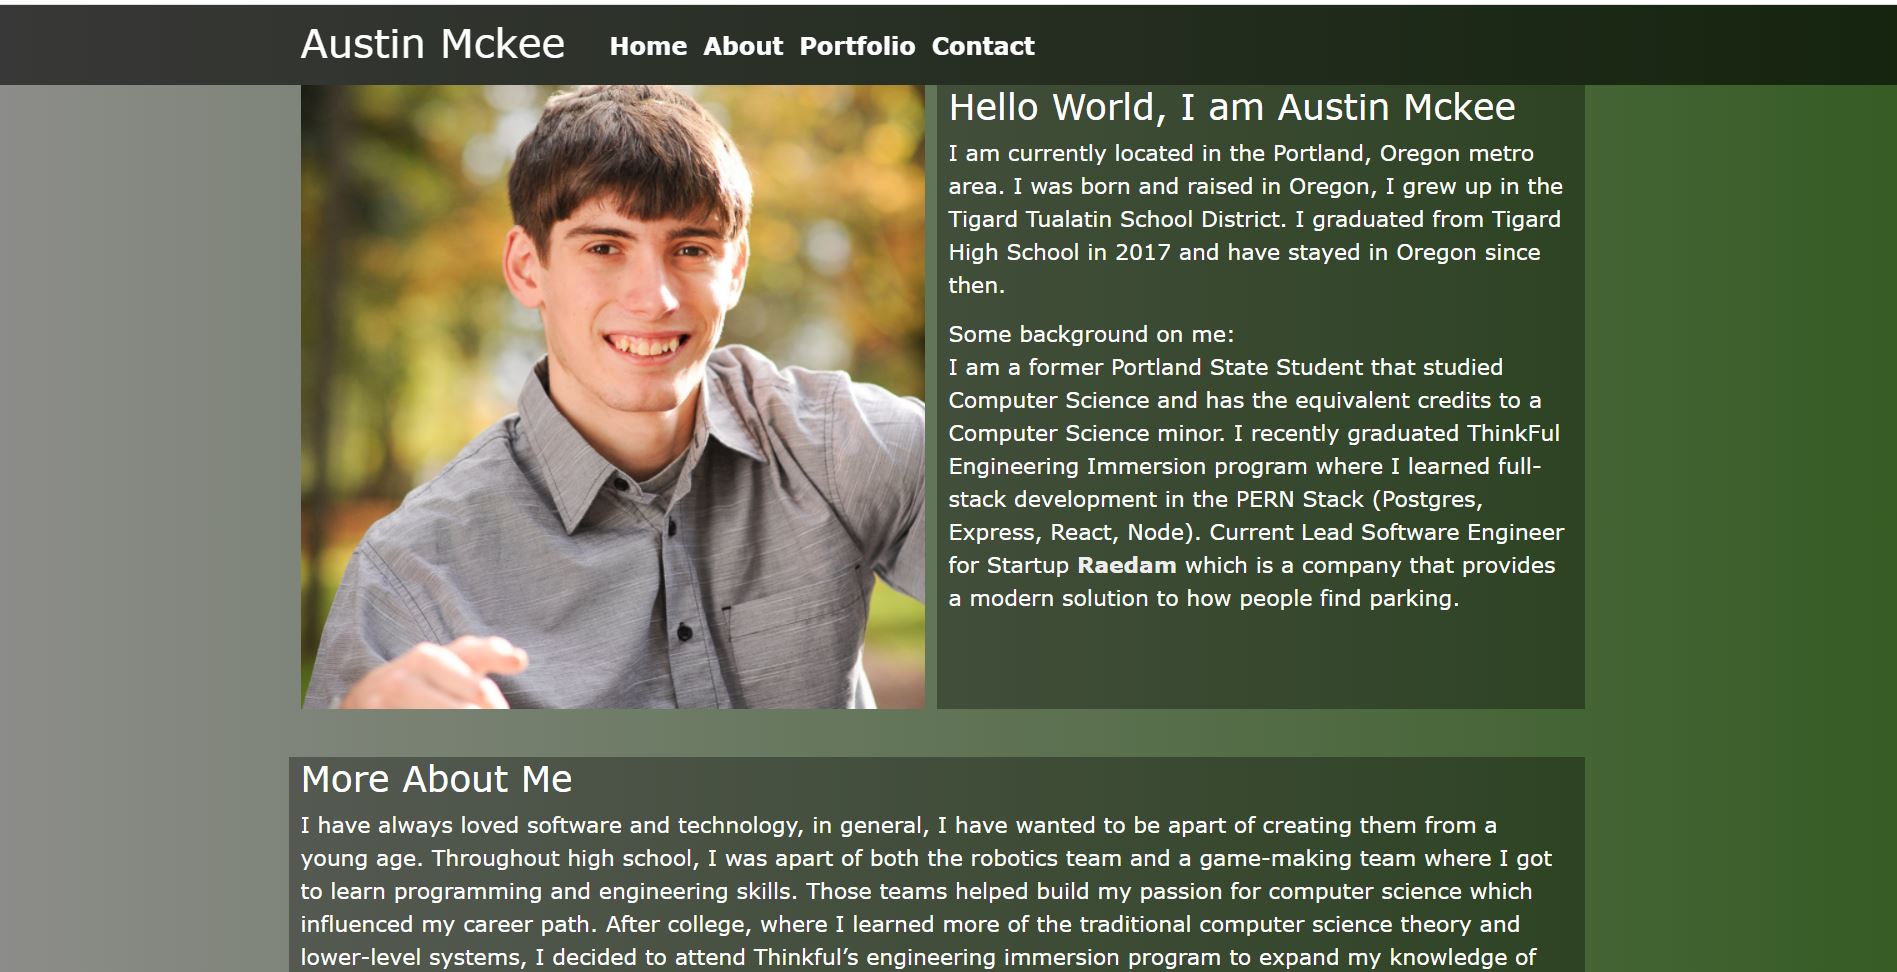 Austin Mckee Home About Portfolio Contact
Hello World, I am Austin Mckee
I am currently located in the Portland, Oregon metro
area. I was born and raised in Oregon, I grew up in the
Tigard Tualatin School District. I graduated from Tigard
High School in 2017 and have stayed in Oregon since
then.
Some background on me:
I am a former Portland State Student that studied
Computer Science and has the equivalent credits to a
Computer Science minor. I recently graduated ThinkFul
Engineering Immersion program where I learned full-
stack development in the PERN Stack (Postgres,
Express, React, Node). Current Lead Software Engineer
for Startup Raedam which is a company that provides
a modern solution to how people find parking.
More About Me
I have always loved software and technology, in general, I have wanted to be apart of creating them from a
young age. Throughout high school, I was apart of both the robotics team and a game-making team where I got
to learn programming and engineering skills. Those teams helped build my passion for computer science which
influenced my career path. After college, where I learned more of the traditional computer science theory and
lower-level systems, I decided to attend Thinkful’s engineering immersion program to expand my knowledge of